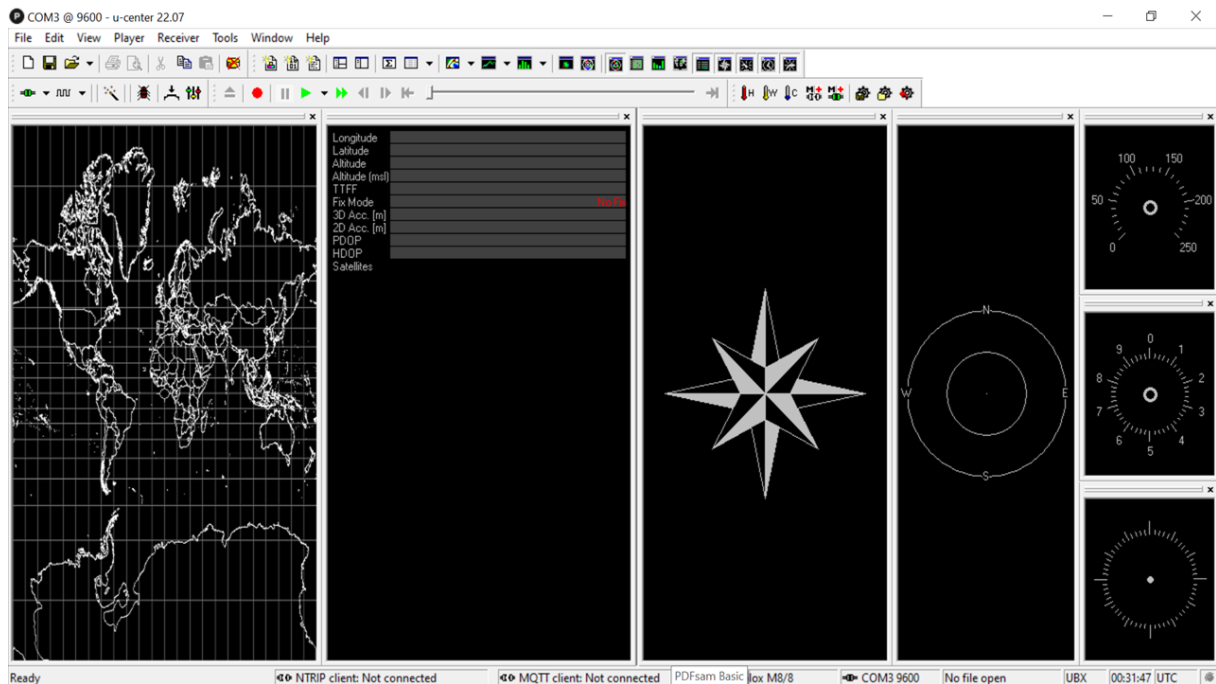 COM3 @ 9600 - u-center 22.07
File Edit View Player Receiver Tools Window Help
H W C
Longitude
Latitude
Altitude
Altitude (msl)
TTFF
Fix Mode No Fix
3D Acc. [m]
2D Acc. [m]
PDOP
HDOP
Satellites
N
W E
S
100 150
50 200
0 250
0
9 1
8 2
7 3
6 4
5
Ready NTRIP client: Not connected MQTT client: Not connected PDFsam Basic lox M8/8 COM3 9600 No file open UBX 00:31:47 UTC